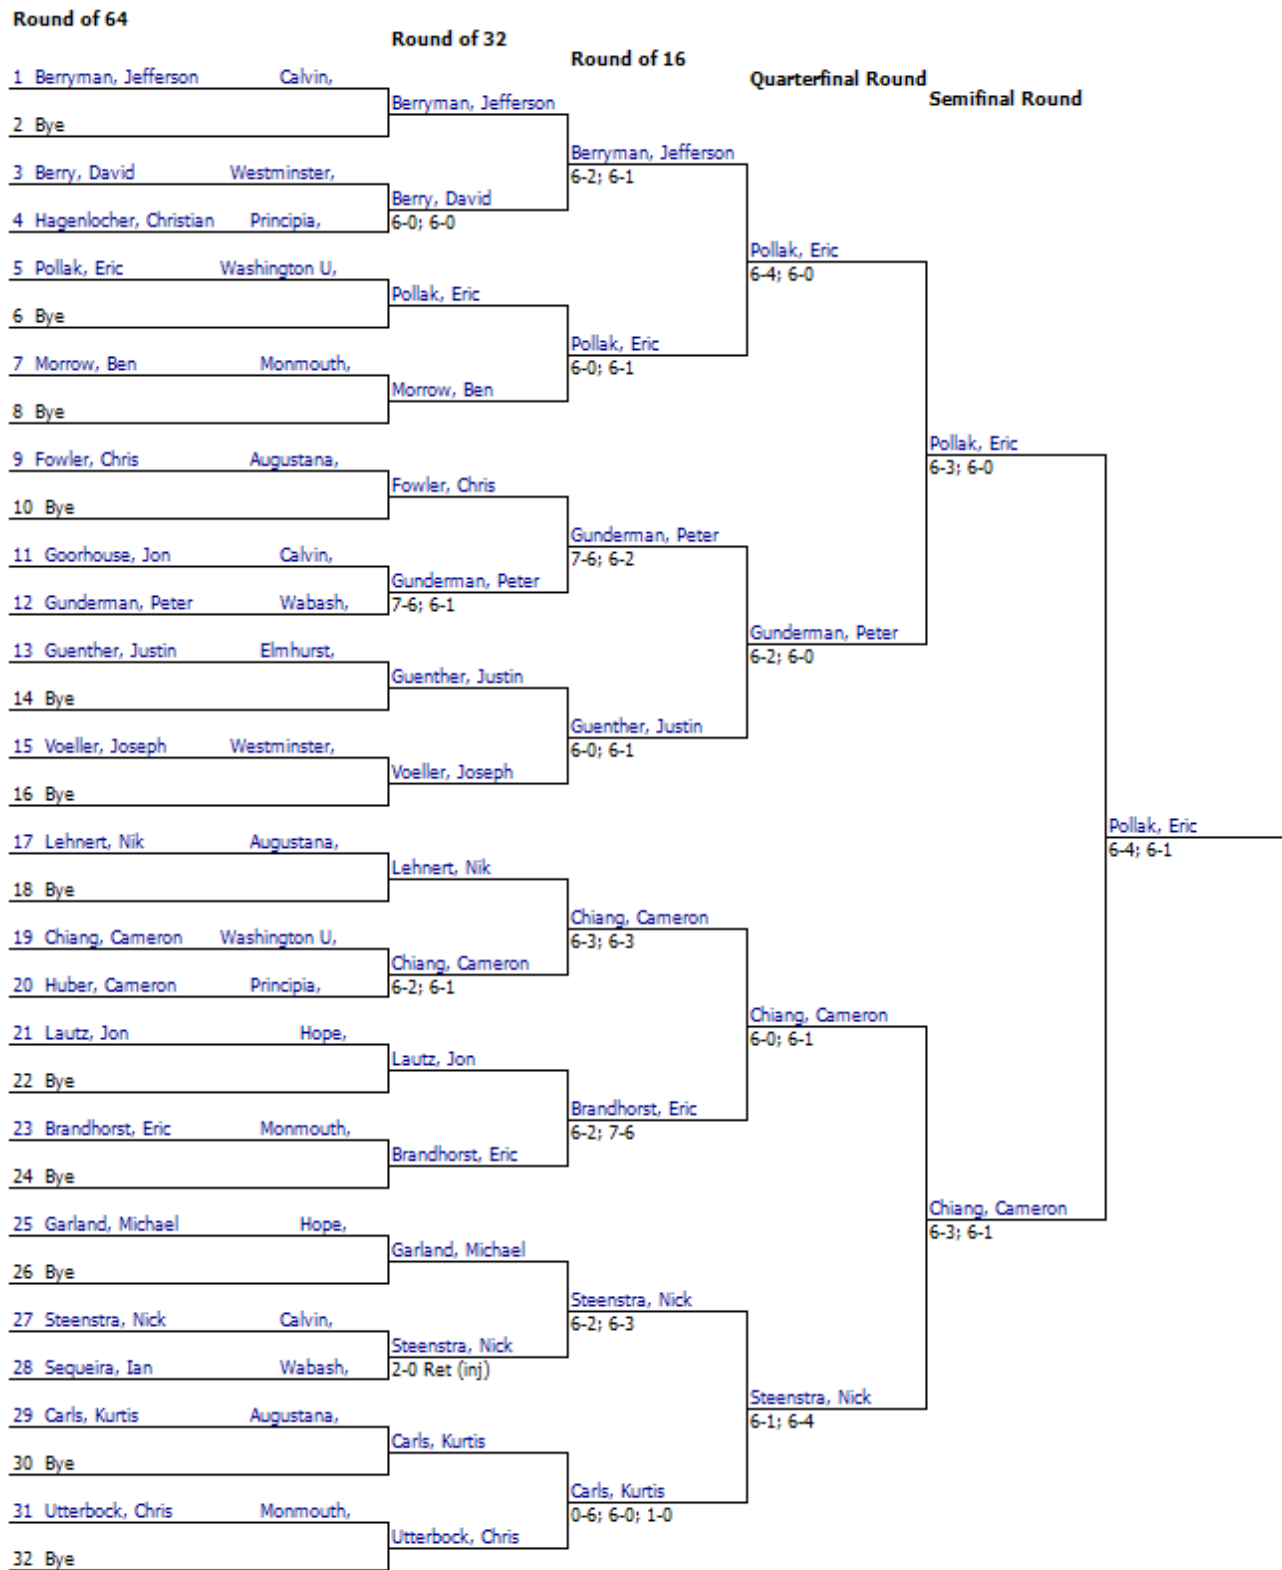 Round of 64
Round of 32
Round of 16
Quarterfinal Round
Semifinal Round
1 Berryman, Jefferson Calvin,
2 Bye
3 Berry, David Westminster,
4 Hagenlocher, Christian Principia,
5 Pollak, Eric Washington U,
6 Bye
7 Morrow, Ben Monmouth,
8 Bye
9 Fowler, Chris Augustana,
10 Bye
11 Goorhouse, Jon Calvin,
12 Gunderman, Peter Wabash,
13 Guenther, Justin Elmhurst,
14 Bye
15 Voeller, Joseph Westminster,
16 Bye
17 Lehnert, Nik Augustana,
18 Bye
19 Chiang, Cameron Washington U,
20 Huber, Cameron Principia,
21 Lautz, Jon Hope,
22 Bye
23 Brandhorst, Eric Monmouth,
24 Bye
25 Garland, Michael Hope,
26 Bye
27 Steenstra, Nick Calvin,
28 Sequeira, Ian Wabash,
29 Carls, Kurtis Augustana,
30 Bye
31 Utterbock, Chris Monmouth,
32 Bye
Berryman, Jefferson
Berry, David
6-0; 6-0
Pollak, Eric
Morrow, Ben
Fowler, Chris
Gunderman, Peter
7-6; 6-1
Guenther, Justin
Voeller, Joseph
Lehnert, Nik
Chiang, Cameron
6-2; 6-1
Lautz, Jon
Brandhorst, Eric
Garland, Michael
Steenstra, Nick
2-0 Ret (inj)
Carls, Kurtis
Utterbock, Chris
Berryman, Jefferson
6-2; 6-1
Pollak, Eric
6-0; 6-1
Gunderman, Peter
7-6; 6-2
Guenther, Justin
6-0; 6-1
Chiang, Cameron
6-3; 6-3
Brandhorst, Eric
6-2; 7-6
Steenstra, Nick
6-2; 6-3
Carls, Kurtis
0-6; 6-0; 1-0
Pollak, Eric
6-4; 6-0
Gunderman, Peter
6-2; 6-0
Chiang, Cameron
6-0; 6-1
Steenstra, Nick
6-1; 6-4
Pollak, Eric
6-3; 6-0
Chiang, Cameron
6-3; 6-1
Pollak, Eric
6-4; 6-1